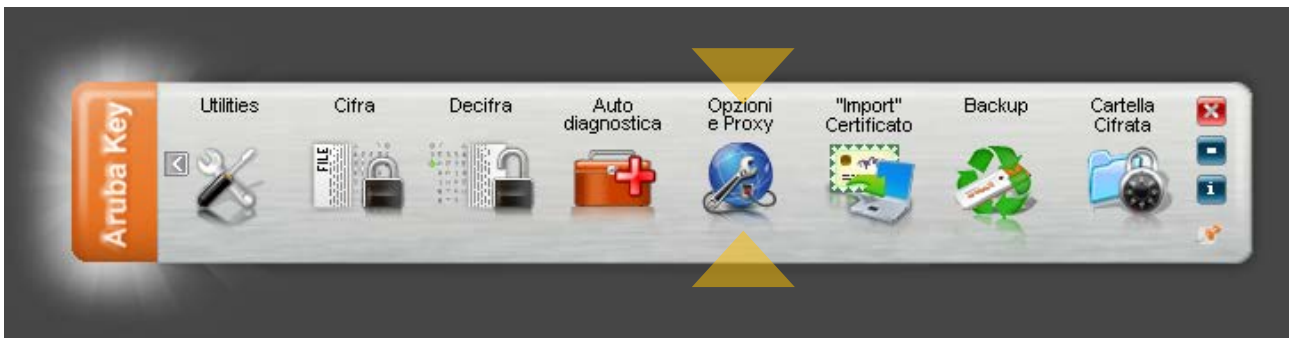 Aruba Key
Utilities
Cifra
Decifra
Auto
diagnostica
Opzioni
e Proxy
"Import"
Certificato
Backup
Cartella
Cifrata
FILE